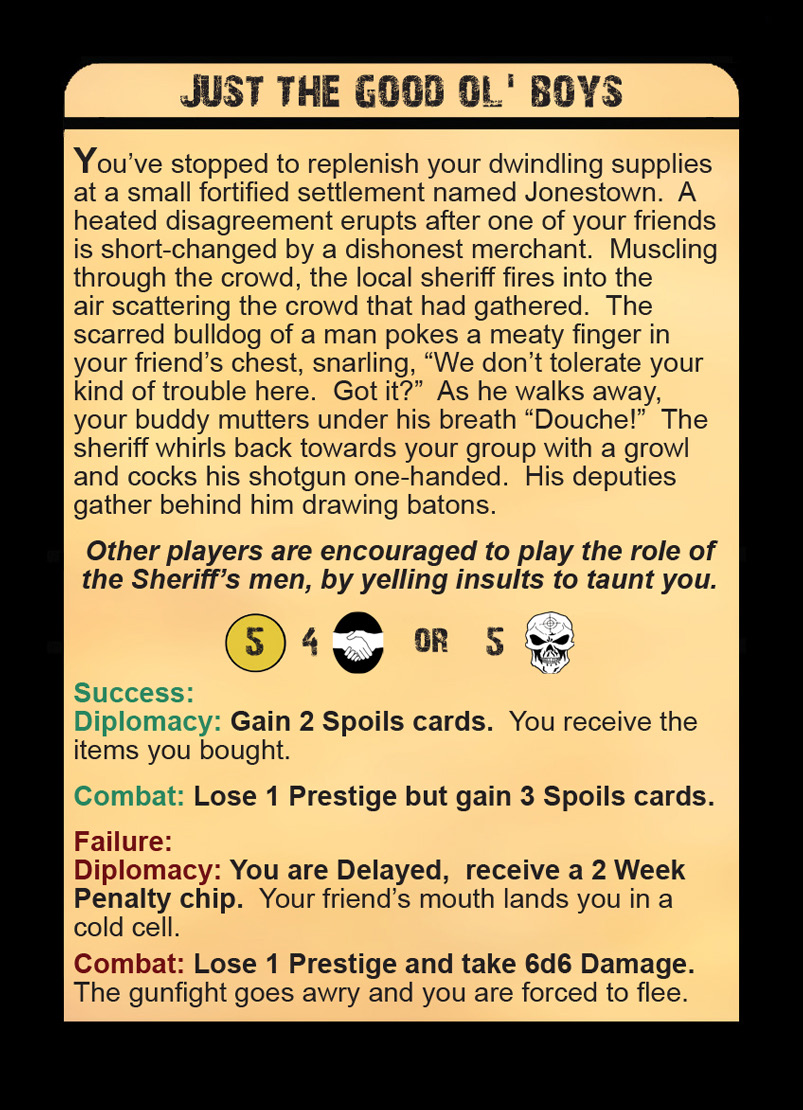 JUST THE GOOD OL' BOYS
You’ve stopped to replenish your dwindling supplies
at a small fortified settlement named Jonestown.  A
heated disagreement erupts after one of your friends
is short-changed by a dishonest merchant.  Muscling
through the crowd, the local sheriff fires into the
air scattering the crowd that had gathered.  The
scarred bulldog of a man pokes a meaty finger in
your friend’s chest, snarling, “We don’t tolerate your
kind of trouble here.  Got it?”  As he walks away,
your buddy mutters under his breath “Douche!”  The
sheriff whirls back towards your group with a growl
and cocks his shotgun one-handed.  His deputies
gather behind him drawing batons.
Other players are encouraged to play the role of
the Sheriff’s men, by yelling insults to taunt you.
5 4 OR 5
Success:
Diplomacy: Gain 2 Spoils cards.  You receive the
items you bought.
Combat: Lose 1 Prestige but gain 3 Spoils cards.
Failure:
Diplomacy: You are Delayed,  receive a 2 Week
Penalty chip.  Your friend’s mouth lands you in a
cold cell.
Combat: Lose 1 Prestige and take 6d6 Damage.
The gunfight goes awry and you are forced to flee.